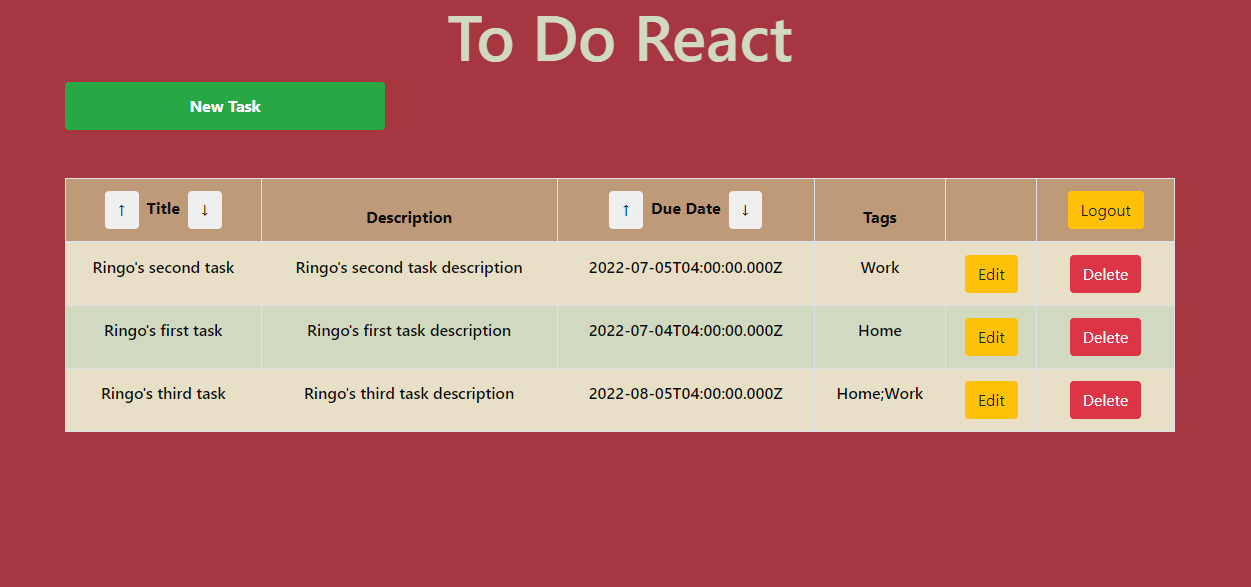 To Do React
New Task
↑ Title ↓ Description ↑ Due Date ↓ Tags Logout
Ringo's second task Ringo's second task description 2022-07-05T04:00:00.000Z Work Edit Delete
Ringo's first task Ringo's first task description 2022-07-04T04:00:00.000Z Home Edit Delete
Ringo's third task Ringo's third task description 2022-08-05T04:00:00.000Z Home;Work Edit Delete